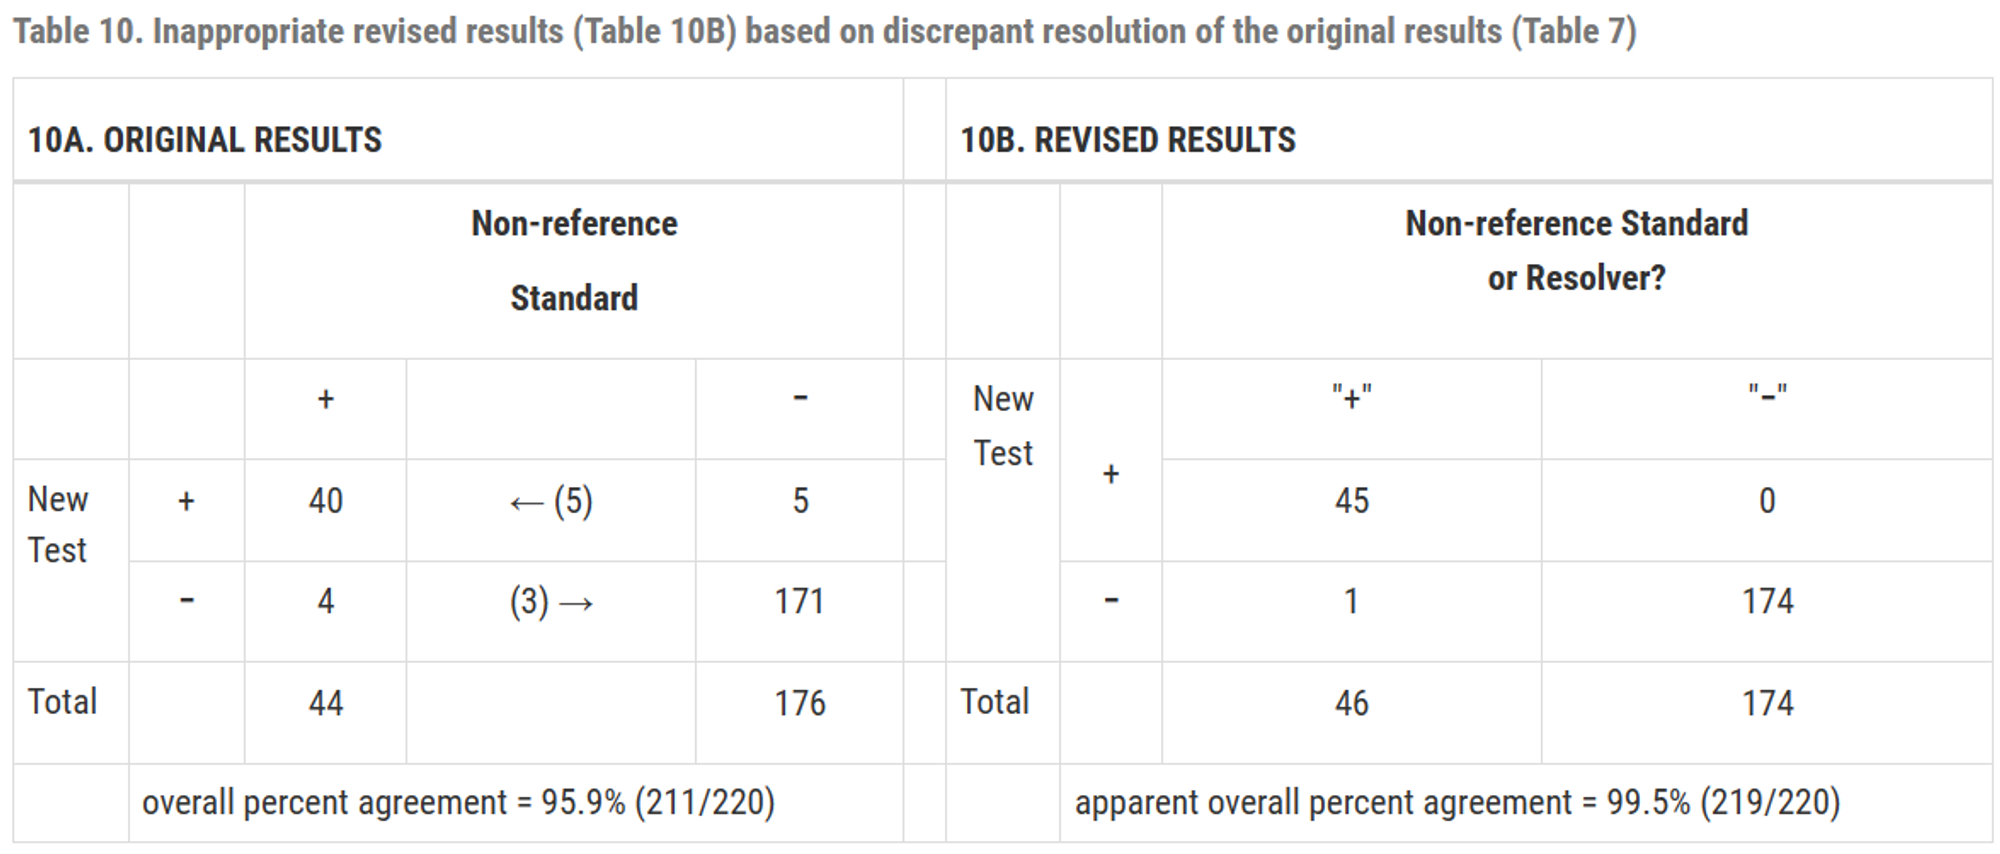 Table 10. Inappropriate revised results (Table 10B) based on discrepant resolution of the original results (Table 7)
10A. ORIGINAL RESULTS
10B. REVISED RESULTS
Non-reference
Standard
Non-reference Standard
or Resolver?
+ −
New
Test
+
"+" "−"
New
Test
+ 40 ← (5) 5
45 0
− 4 (3) → 171
− 1 174
Total 44 176
Total 46 174
overall percent agreement = 95.9% (211/220)
apparent overall percent agreement = 99.5% (219/220)